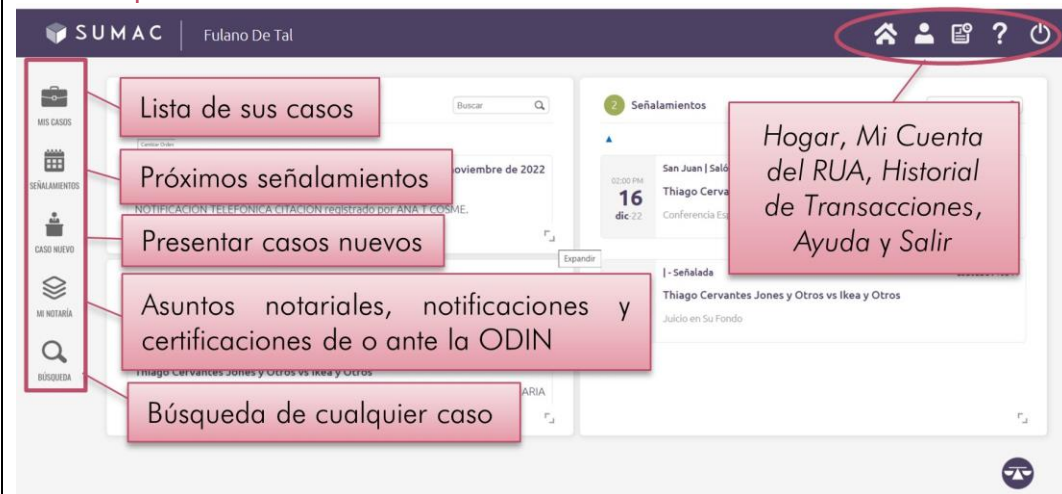 SUMAC
Fulano De Tal
MIS CASOS
SEÑALAMIENTOS
CASO NUEVO
MI NOTARÍA
BÚSQUEDA
Lista de sus casos
Buscar
Cambiar Orden
noviembre de 2022
Próximos señalamientos
NOTIFICACION TELEFONICA CITACION registrado por ANA T COSME.
Presentar casos nuevos
Expandir
Asuntos notariales, notificaciones y
certificaciones de o ante la ODIN
Thiago Cervantes Jones y Otros vs Ikea y Otros
Búsqueda de cualquier caso
2 Señalamientos
02:00 PM
16
dic-22
San Juan | Saló
Thiago Cerva
Conferencia Es
| - Señalada
Thiago Cervantes Jones y Otros vs Ikea y Otros
Juicio en Su Fondo
?
Hogar, Mi Cuenta
del RUA, Historial
de Transacciones,
Ayuda y Salir